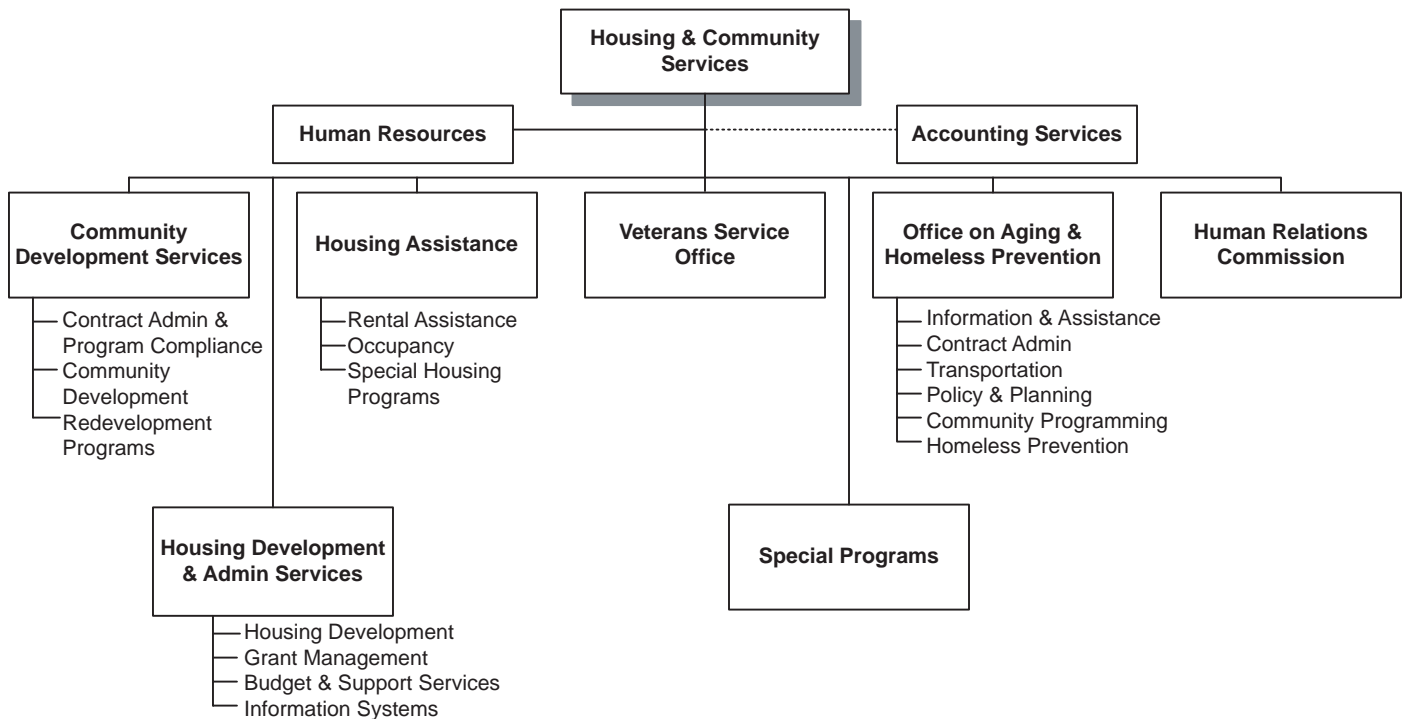 Housing & Community
Services
Human Resources
Accounting Services
Community
Development Services
Housing Assistance
Veterans Service
Office
Office on Aging &
Homeless Prevention
Human Relations
Commission
Contract Admin &
Program Compliance
Community
Development
Redevelopment
Programs
Rental Assistance
Occupancy
Special Housing
Programs
Information & Assistance
Contract Admin
Transportation
Policy & Planning
Community Programming
Homeless Prevention
Housing Development
& Admin Services
Special Programs
Housing Development
Grant Management
Budget & Support Services
Information Systems